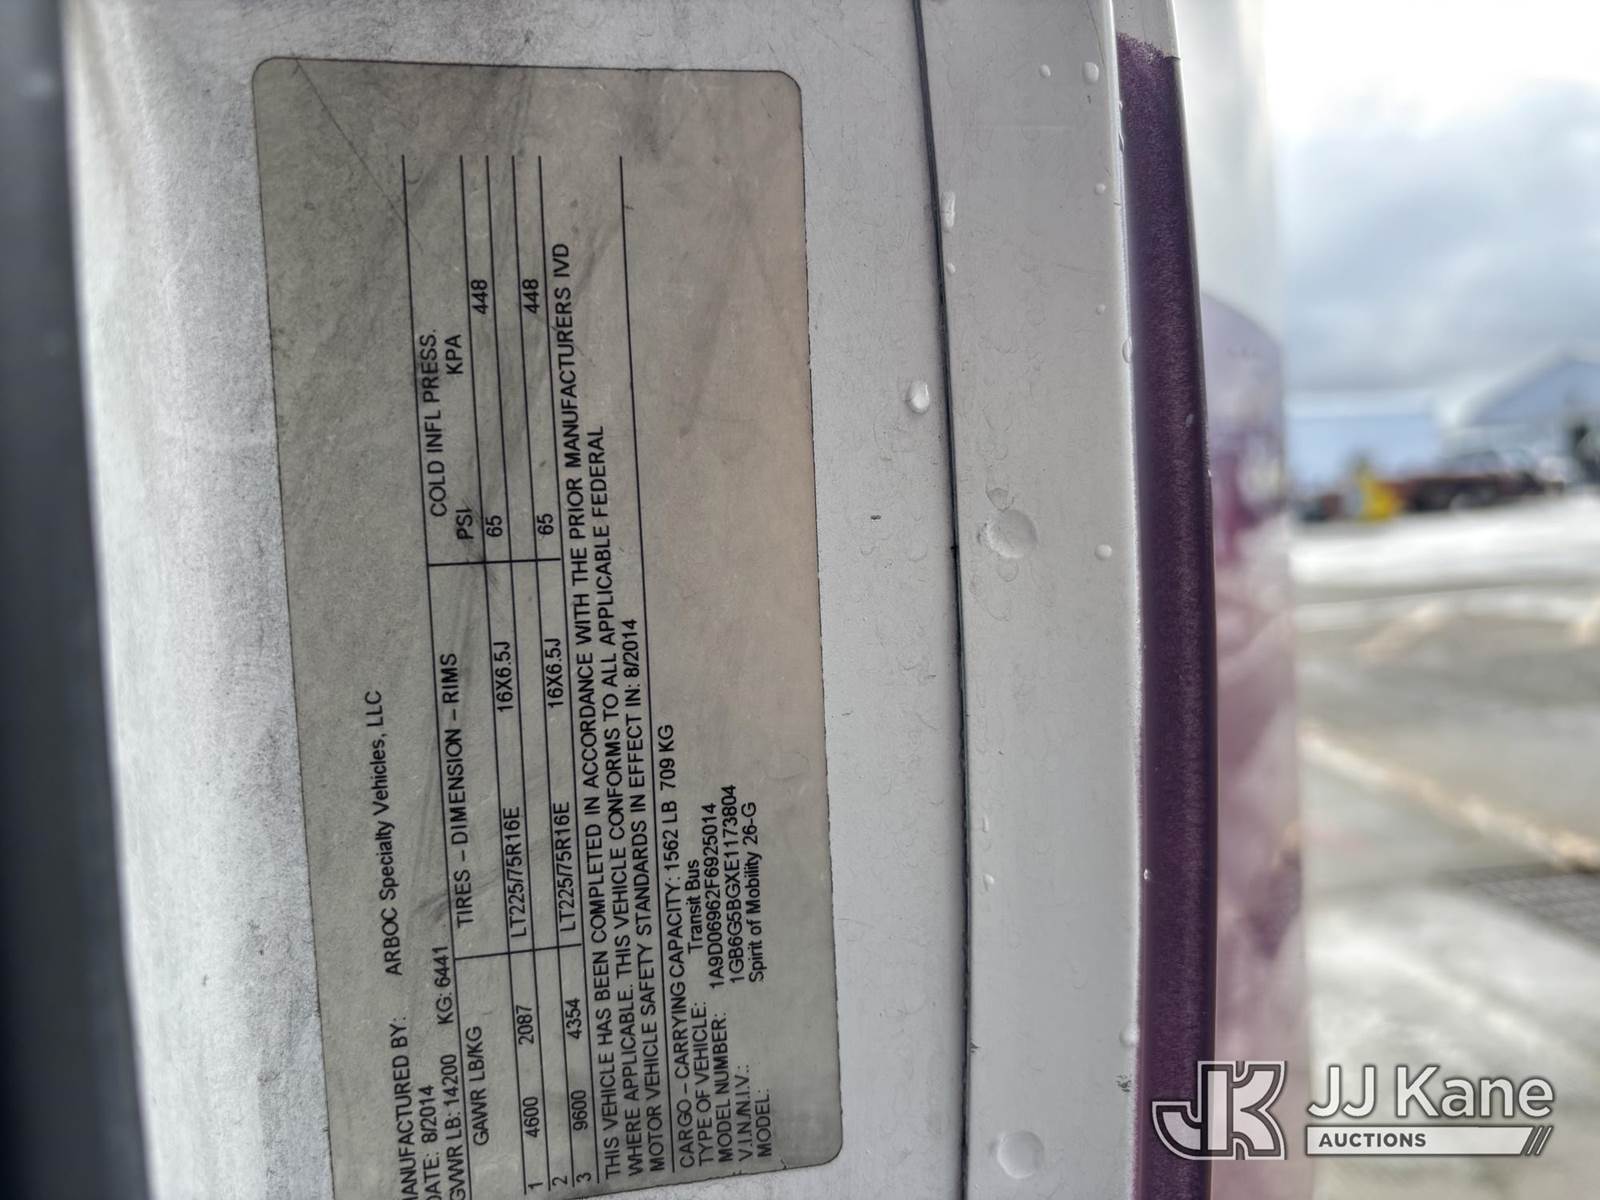 MANUFACTURED BY: ARBOC Specialty Vehicles, LLC
DATE: 8/2014
GVWR LB: 14200 KG: 6441
GAWR LB/KG TIRES – DIMENSION – RIMS COLD INFL PRESS.
PSI KPA
1 4600 2087 LT225/75R16E 16X6.5J 65 448
2
3 9600 4354 LT225/75R16E 16X6.5J 65 448
THIS VEHICLE HAS BEEN COMPLETED IN ACCORDANCE WITH THE PRIOR MANUFACTURERS IVD
WHERE APPLICABLE. THIS VEHICLE CONFORMS TO ALL APPLICABLE FEDERAL
MOTOR VEHICLE SAFETY STANDARDS IN EFFECT IN: 8/2014
CARGO – CARRYING CAPACITY: 1562 LB 709 KG
TYPE OF VEHICLE: Transit Bus
MODEL NUMBER: 1A9D06962F6925014
V.I.N./N.I.V.: 1GB6G5BGXE1173804
MODEL: Spirit of Mobility 26-G
JK JJ Kane
AUCTIONS